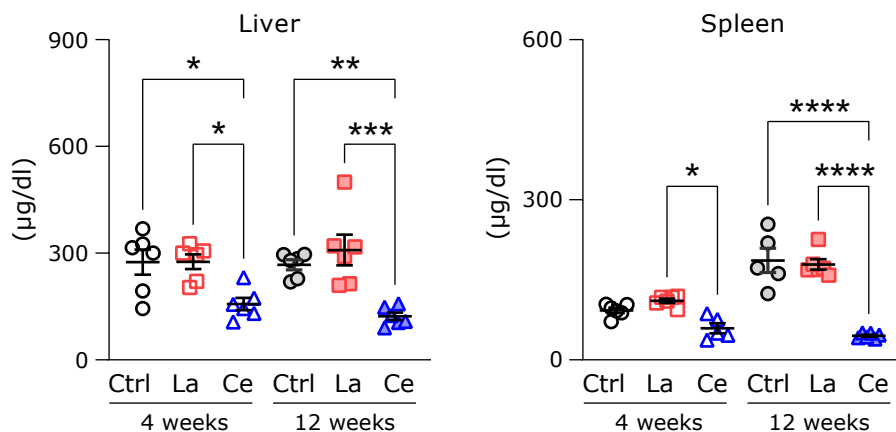 Liver
900
600
300
0
(µg/dl)
* **
* ***
Ctrl La Ce Ctrl La Ce
4 weeks 12 weeks
Spleen
600
300
0
(µg/dl)
****
* ****
Ctrl La Ce Ctrl La Ce
4 weeks 12 weeks